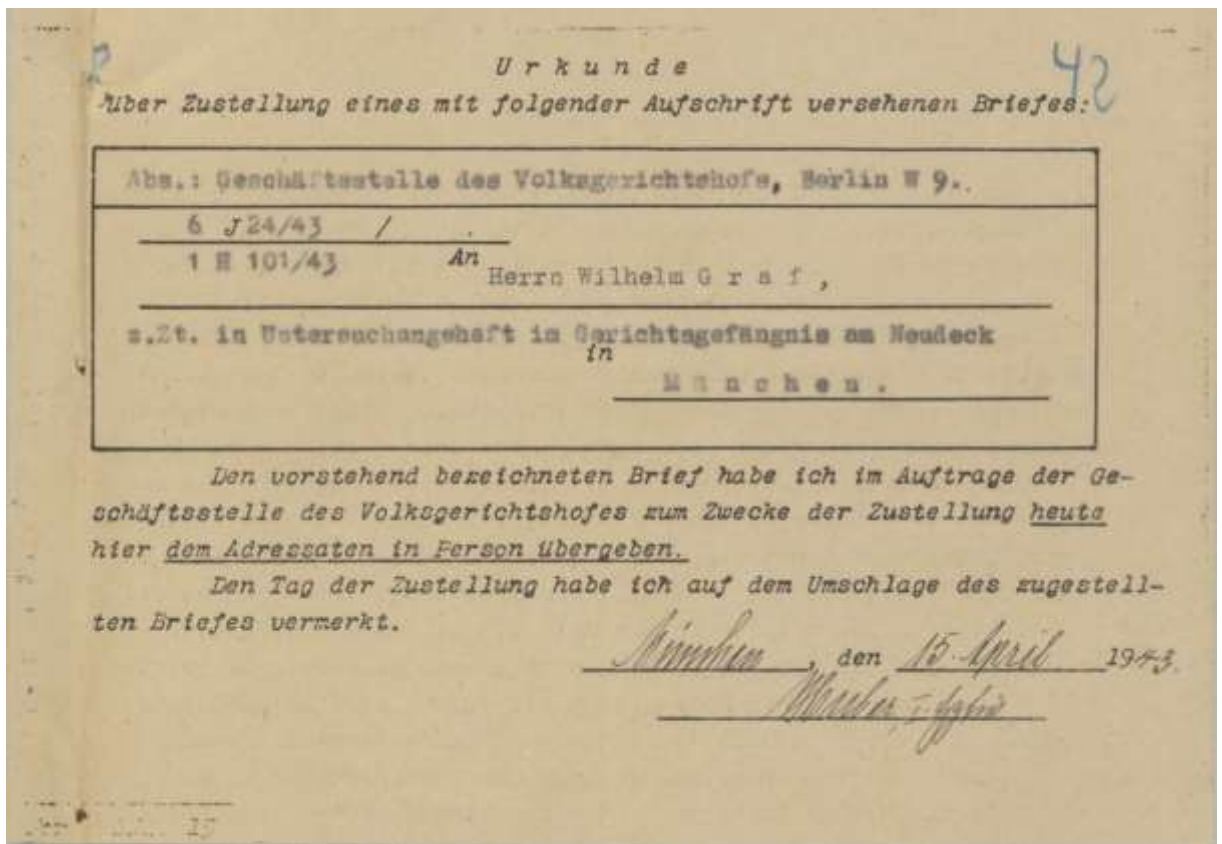 42
Urkunde
über Zustellung eines mit folgender Aufschrift versehenen Briefes:
Abs.: Geschäftsstelle des Volksgerichtshofs, Berlin W 9.
6 J 24/43 /
1 H 101/43 An
Herrn Wilhelm Graf,
z.Zt. in Untersuchungshaft im Gerichtsgefängnis am Neudeck
in
München.
Den vorstehend bezeichneten Brief habe ich im Auftrage der Ge-
schäftsstelle des Volksgerichtshofes zum Zwecke der Zustellung heute
hier dem Adressaten in Person übergeben.
Den Tag der Zustellung habe ich auf dem Umschlage des zugestell-
ten Briefes vermerkt.
München, den 15. April 1943.